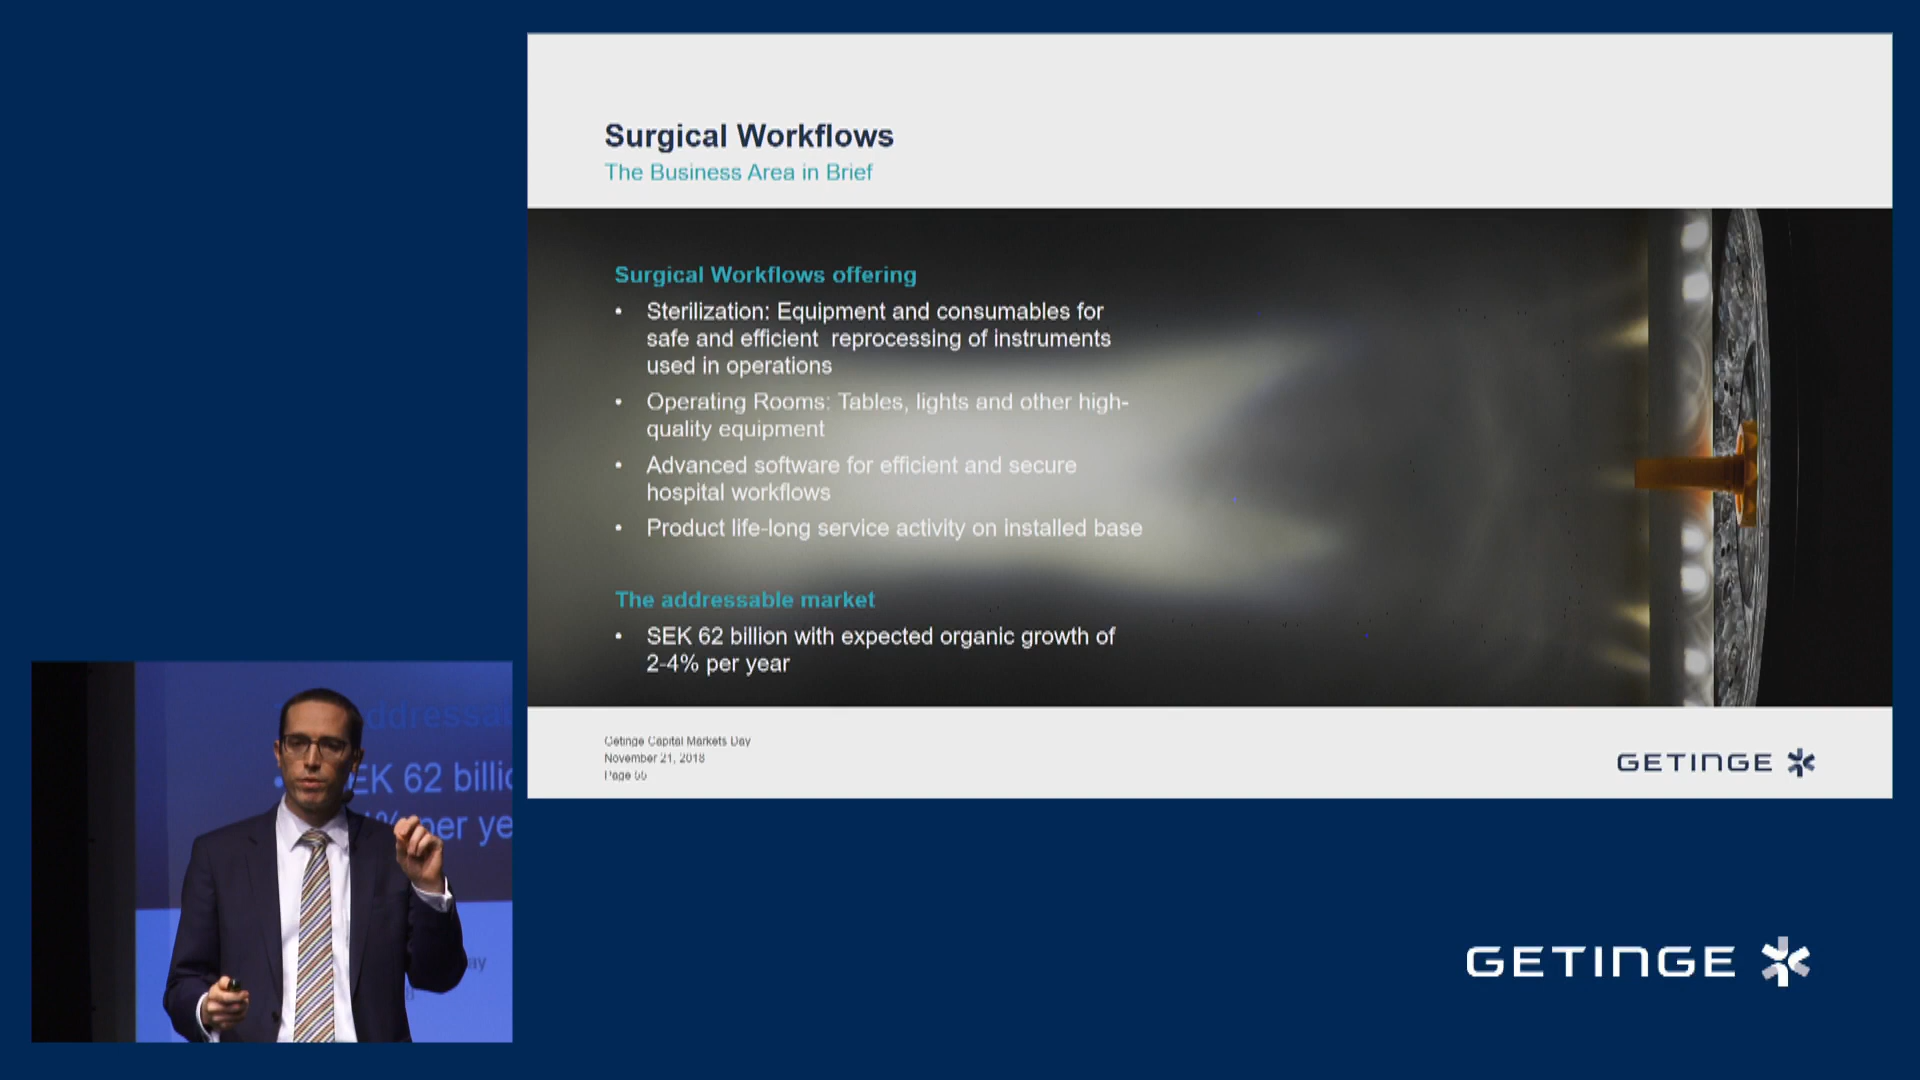 Surgical Workflows
The Business Area in Brief
Surgical Workflows offering
• Sterilization: Equipment and consumables for
safe and efficient reprocessing of instruments
used in operations
• Operating Rooms: Tables, lights and other high-
quality equipment
• Advanced software for efficient and secure
hospital workflows
• Product life-long service activity on installed base
The addressable market
• SEK 62 billion with expected organic growth of
2-4% per year
Getinge Capital Markets Day
November 21, 2018
Page
GETINGE
EK 62
per
GETINGE